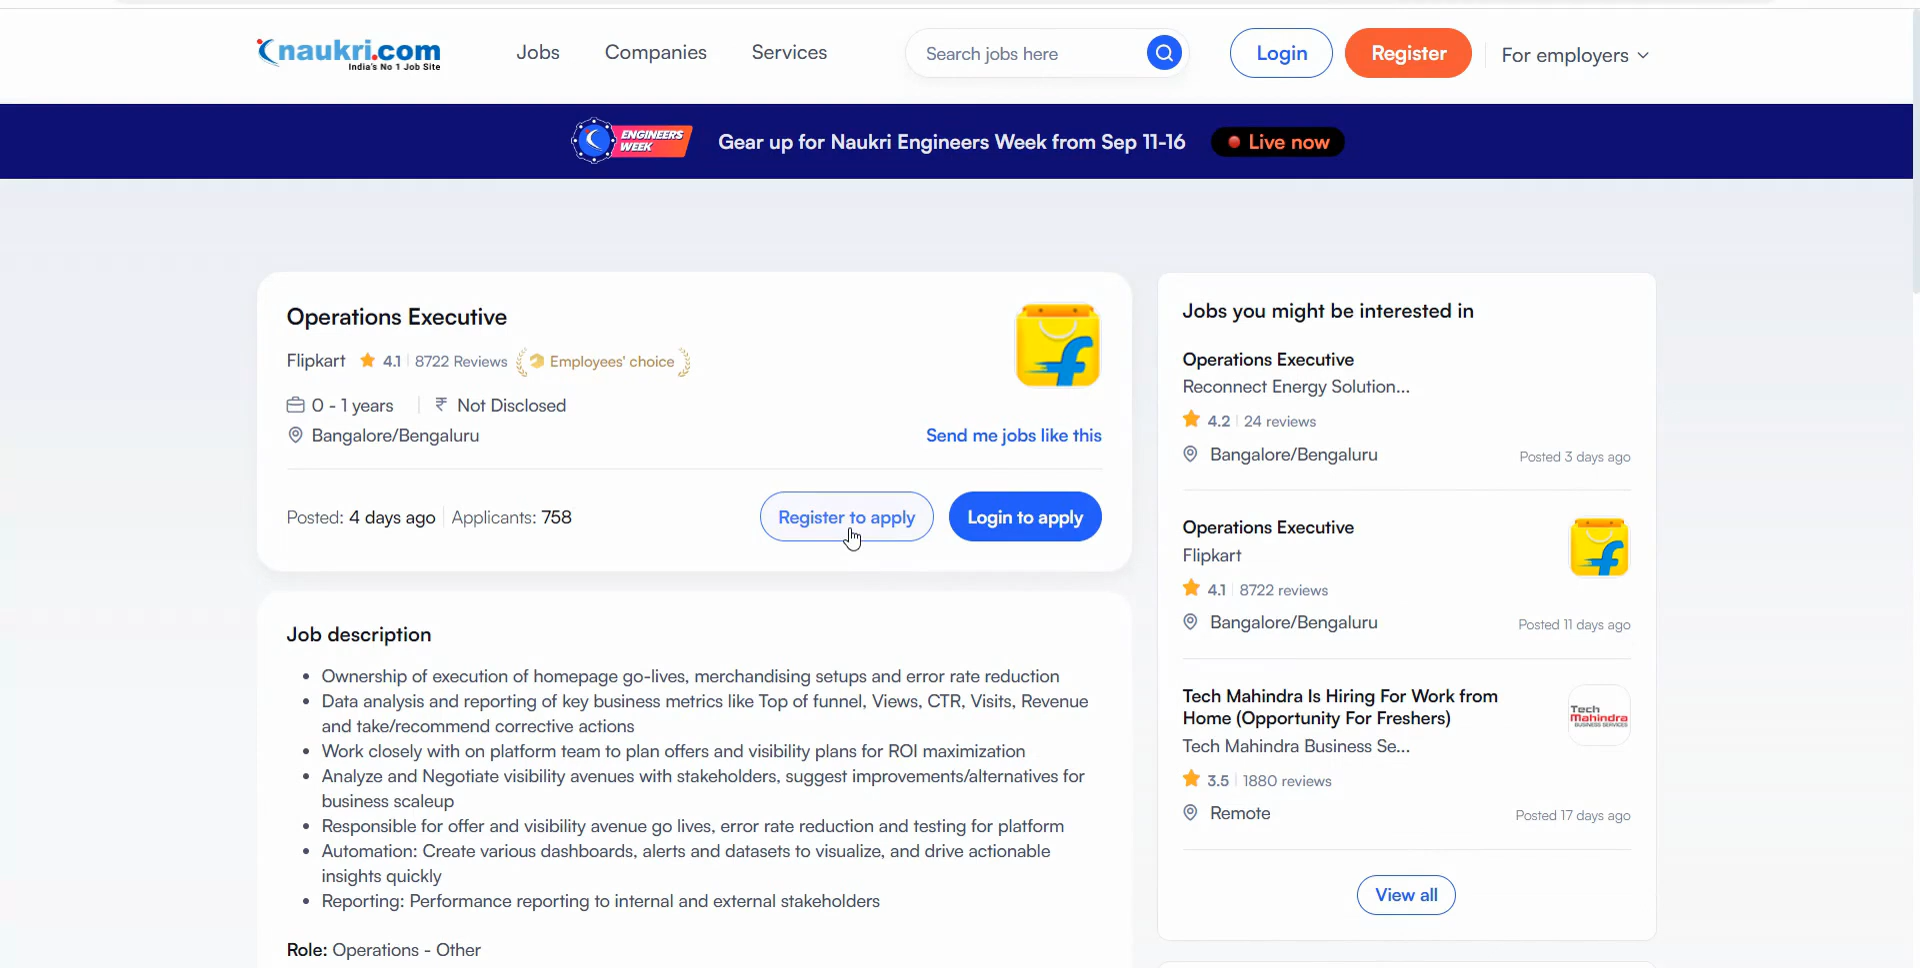 naukri.com
India's No 1 Job Site
Jobs
Companies
Services
Search jobs here
Login
Register
For employers
ENGINEERS
WEEK
Gear up for Naukri Engineers Week from Sep 11-16
Live now
Operations Executive
Flipkart 4.1 8722 Reviews Employees' choice
0 - 1 years ₹ Not Disclosed
Bangalore/Bengaluru
Send me jobs like this
Posted: 4 days ago Applicants: 758
Register to apply
Login to apply
Job description
• Ownership of execution of homepage go-lives, merchandising setups and error rate reduction
• Data analysis and reporting of key business metrics like Top of funnel, Views, CTR, Visits, Revenue
and take/recommend corrective actions
• Work closely with on platform team to plan offers and visibility plans for ROI maximization
• Analyze and Negotiate visibility avenues with stakeholders, suggest improvements/alternatives for
business scaleup
• Responsible for offer and visibility avenue go lives, error rate reduction and testing for platform
• Automation: Create various dashboards, alerts and datasets to visualize, and drive actionable
insights quickly
• Reporting: Performance reporting to internal and external stakeholders
Role: Operations - Other
Jobs you might be interested in
Operations Executive
Reconnect Energy Solution...
4.2 24 reviews
Bangalore/Bengaluru
Posted 3 days ago
Operations Executive
Flipkart
4.1 8722 reviews
Bangalore/Bengaluru
Posted 11 days ago
Tech Mahindra Is Hiring For Work from
Home (Opportunity For Freshers)
Tech Mahindra Business Se...
Tech
Mahindra
BUSINESS SERVICES
3.5 1880 reviews
Remote
Posted 17 days ago
View all